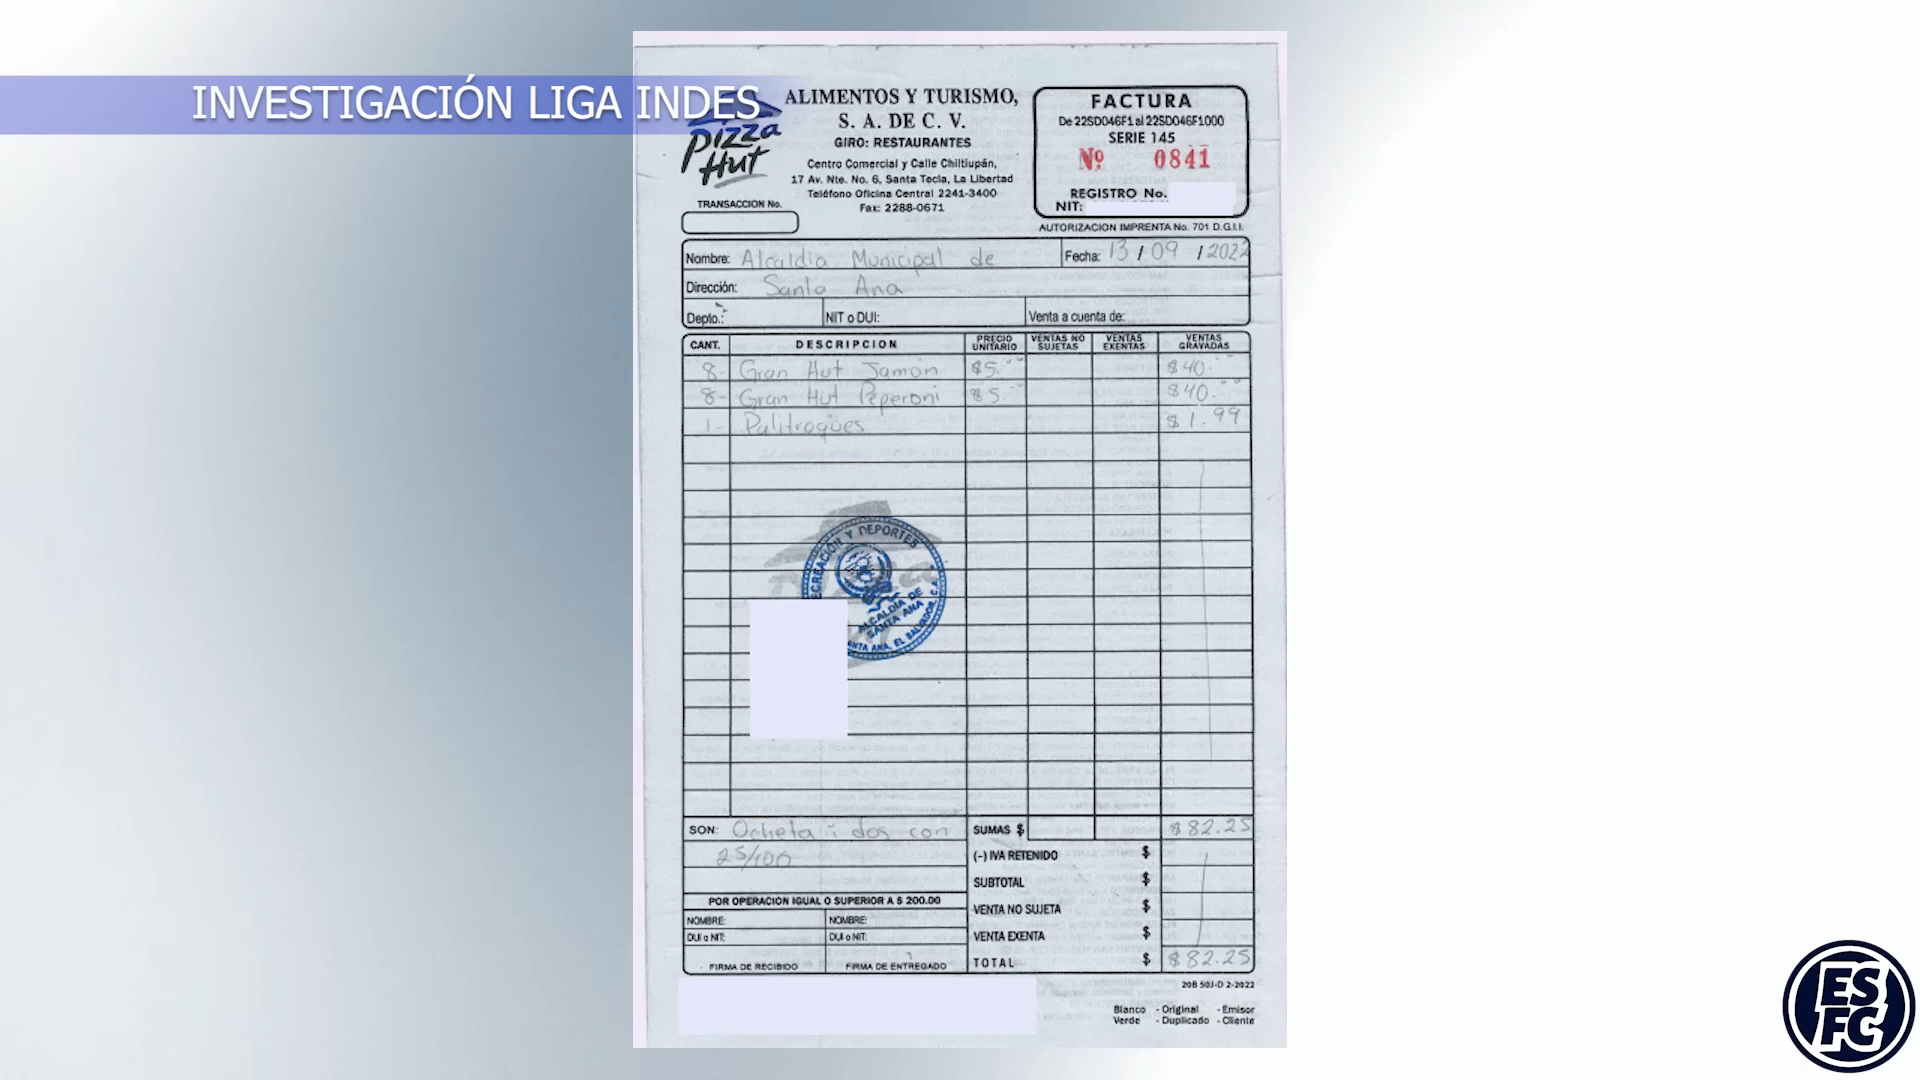 INVESTIGACIÓN LIGA INDES
Pizza
Hut
ALIMENTOS Y TURISMO,
S. A. DE C. V.
GIRO: RESTAURANTES
Centro Comercial y Calle Chiltiupán,
17 Av. Nte. No. 6, Santa Tecla, La Libertad
Teléfono Oficina Central 2241-3400
Fax: 2288-0671
TRANSACCION No.
FACTURA
De 22SD046F1 al 22SD046F1000
SERIE 145
Nº 0841
REGISTRO No.
NIT:
AUTORIZACION IMPRENTA No. 701 D.G.I.I.
Nombre: Alcaldia Municipal de Fecha: 13 / 09 / 2022
Dirección: Santa Ana
Depto.: NIT o DUI: Venta a cuenta de:
CANT. DESCRIPCION PRECIO UNITARIO VENTAS NO SUJETAS VENTAS EXENTAS VENTAS GRAVADAS
8- Gran Hut Jamon $5.00 $40.00
8- Gran Hut Peperoni $5.00 $40.00
1- Palitroques $1.99
RECREACIÓN Y DEPORTES
ALCALDÍA DE
SANTA ANA
SANTA ANA, EL SALVADOR, C.A.
SON: Ocheta i dos con SUMAS $ $82.25
25/100
(-) IVA RETENIDO $
SUBTOTAL $
POR OPERACION IGUAL O SUPERIOR A $ 200.00
VENTA NO SUJETA $
NOMBRE: NOMBRE:
DUI o NIT: DUI o NIT:
VENTA EXENTA $
FIRMA DE RECIBIDO FIRMA DE ENTREGADO TOTAL $ $82.25
20B 50J-D 2-2022
Blanco - Original - Emisor
Verde - Duplicado - Cliente
ES
FC